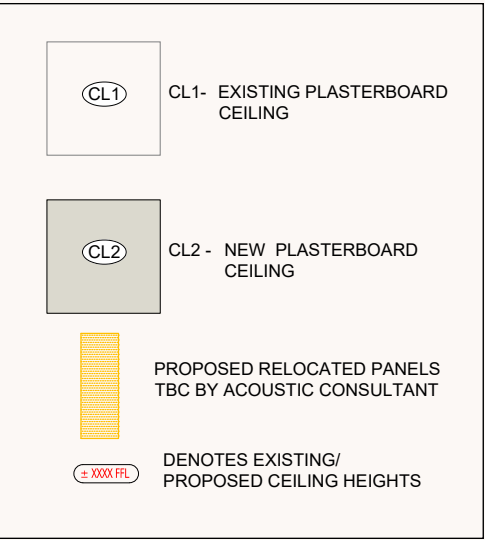 CL1
CL1- EXISTING PLASTERBOARD
CEILING
CL2
CL2 - NEW PLASTERBOARD
CEILING
PROPOSED RELOCATED PANELS
TBC BY ACOUSTIC CONSULTANT
± XXXX FFL
DENOTES EXISTING/
PROPOSED CEILING HEIGHTS